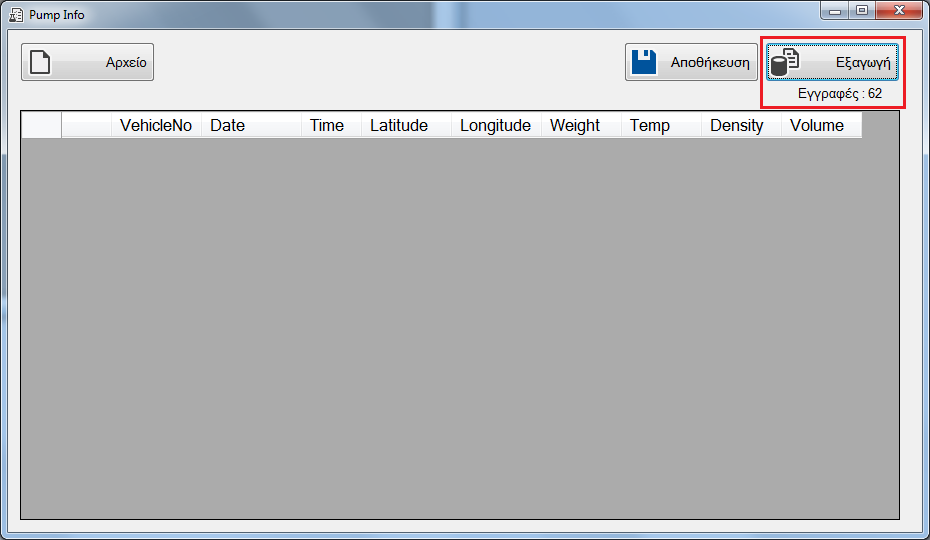 Pump Info
Αρχείο
Αποθήκευση
Εξαγωγή
Εγγραφές : 62
VehicleNo Date Time Latitude Longitude Weight Temp Density Volume